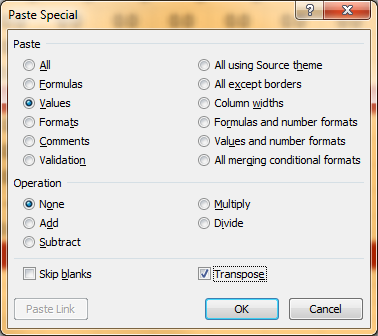 Paste Special
Paste
All
All using Source theme
Formulas
All except borders
Values
Column widths
Formats
Formulas and number formats
Comments
Values and number formats
Validation
All merging conditional formats
Operation
None
Multiply
Add
Divide
Subtract
Skip blanks
Transpose
Paste Link
OK
Cancel